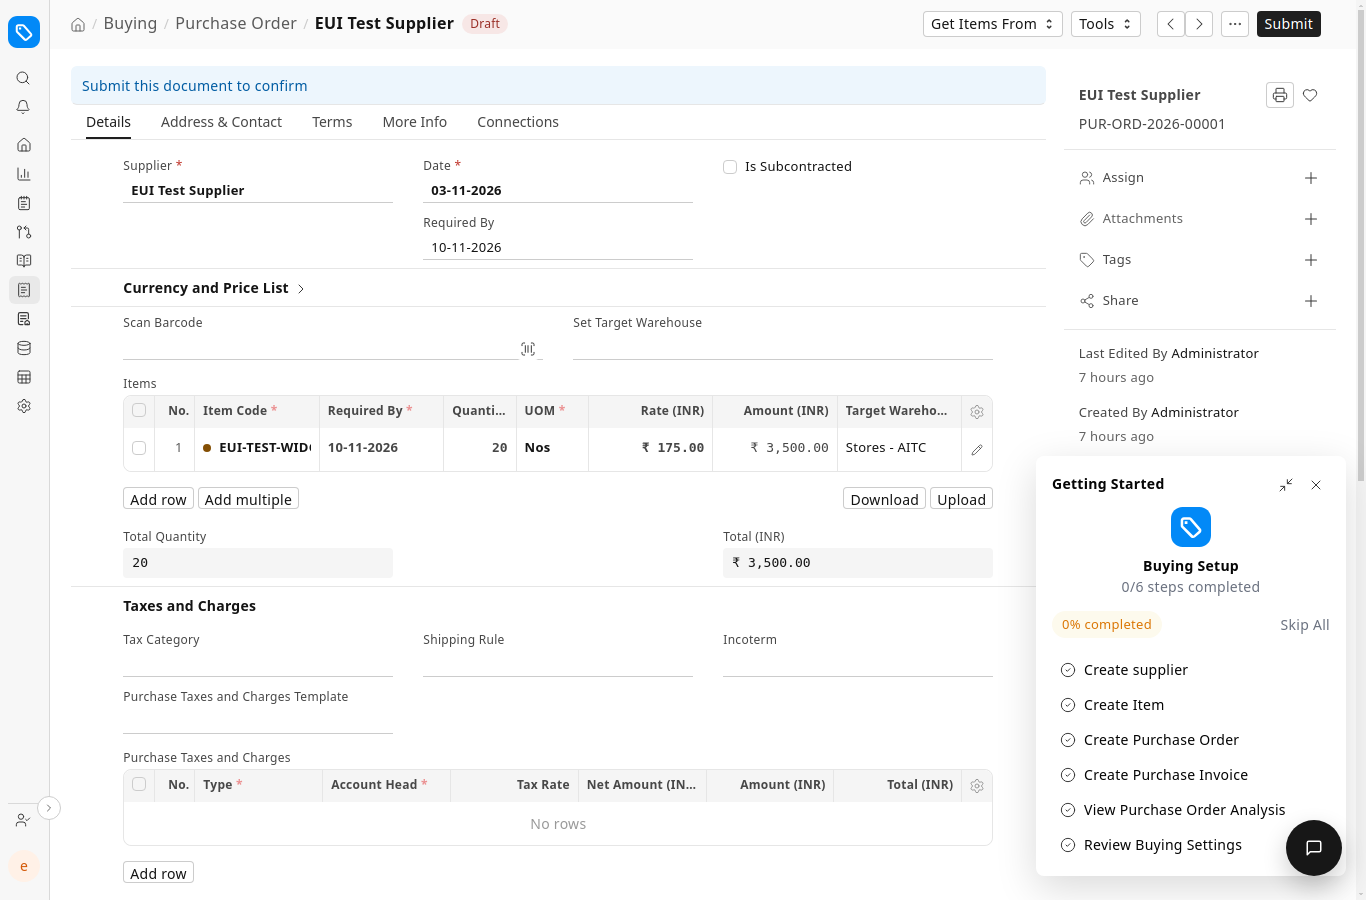 Buying / Purchase Order / EUI Test Supplier Draft
Get Items From Tools Submit
Submit this document to confirm
Details Address & Contact Terms More Info Connections
Supplier * Date * Is Subcontracted
EUI Test Supplier 03-11-2026
Required By
10-11-2026
Currency and Price List
Scan Barcode Set Target Warehouse
Items
No. Item Code * Required By * Quanti... UOM * Rate (INR) Amount (INR) Target Wareho...
1 EUI-TEST-WID 10-11-2026 20 Nos ₹ 175.00 ₹ 3,500.00 Stores - AITC
Add row Add multiple Download Upload
Total Quantity Total (INR)
20 ₹ 3,500.00
Taxes and Charges
Tax Category Shipping Rule Incoterm
Purchase Taxes and Charges Template
Purchase Taxes and Charges
No. Type * Account Head * Tax Rate Net Amount (IN... Amount (INR) Total (INR)
No rows
Add row
EUI Test Supplier
PUR-ORD-2026-00001
Assign
Attachments
Tags
Share
Last Edited By Administrator
7 hours ago
Created By Administrator
7 hours ago
Getting Started
Buying Setup
0/6 steps completed
0% completed Skip All
Create supplier
Create Item
Create Purchase Order
Create Purchase Invoice
View Purchase Order Analysis
Review Buying Settings
e